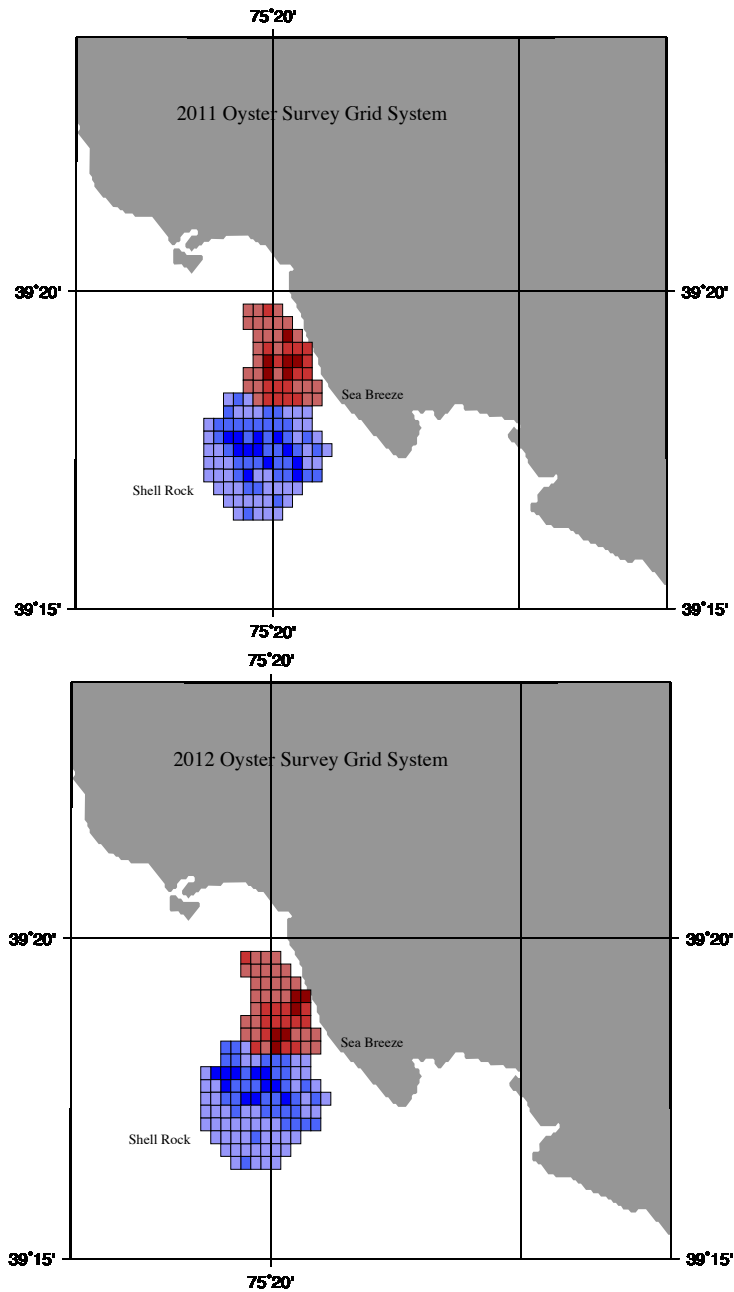 75°20'
2011 Oyster Survey Grid System
39°20' 39°20'
Sea Breeze
Shell Rock
39°15' 39°15'
75°20'
75°20'
2012 Oyster Survey Grid System
39°20' 39°20'
Sea Breeze
Shell Rock
39°15' 39°15'
75°20'